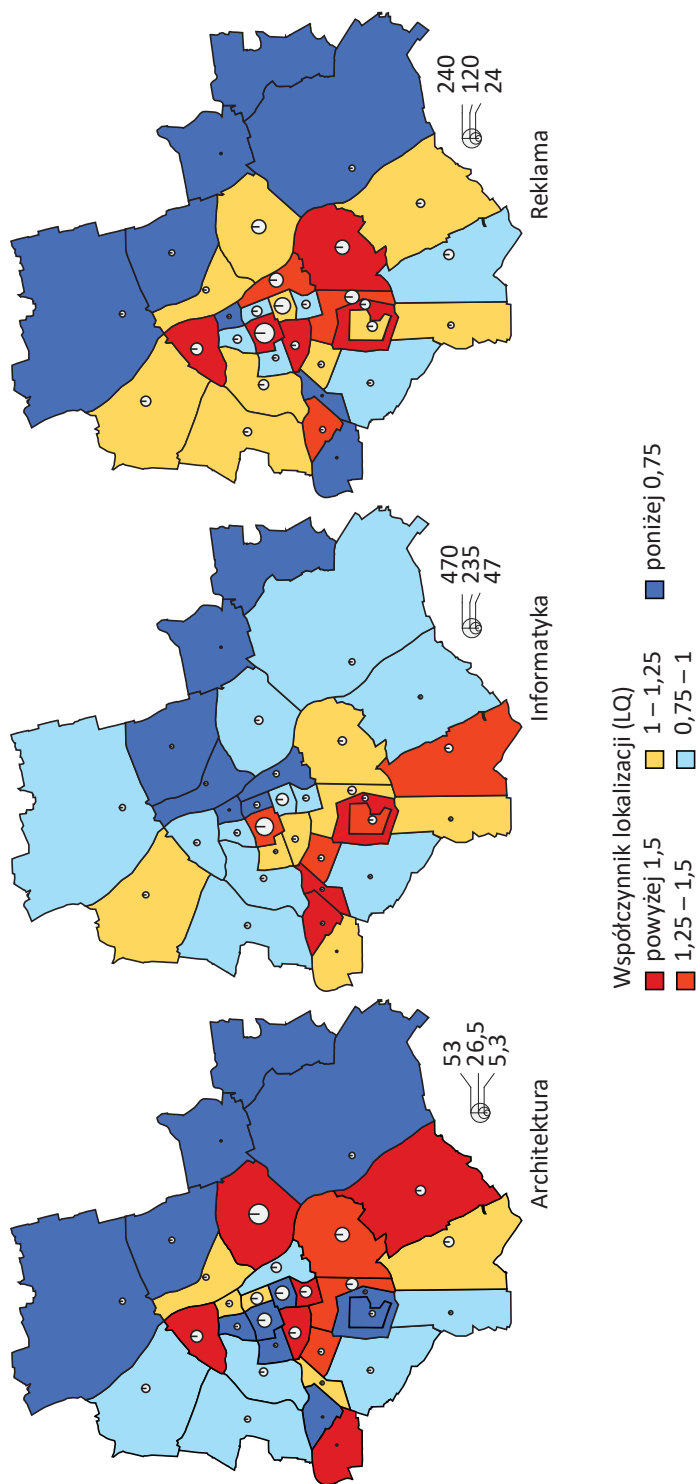 Architektura
53
26,5
5,3
Informatyka
470
235
47
Reklama
240
120
24
Współczynnik lokalizacji (LQ)
powyżej 1,5
1,25 – 1,5
1 – 1,25
0,75 – 1
poniżej 0,75